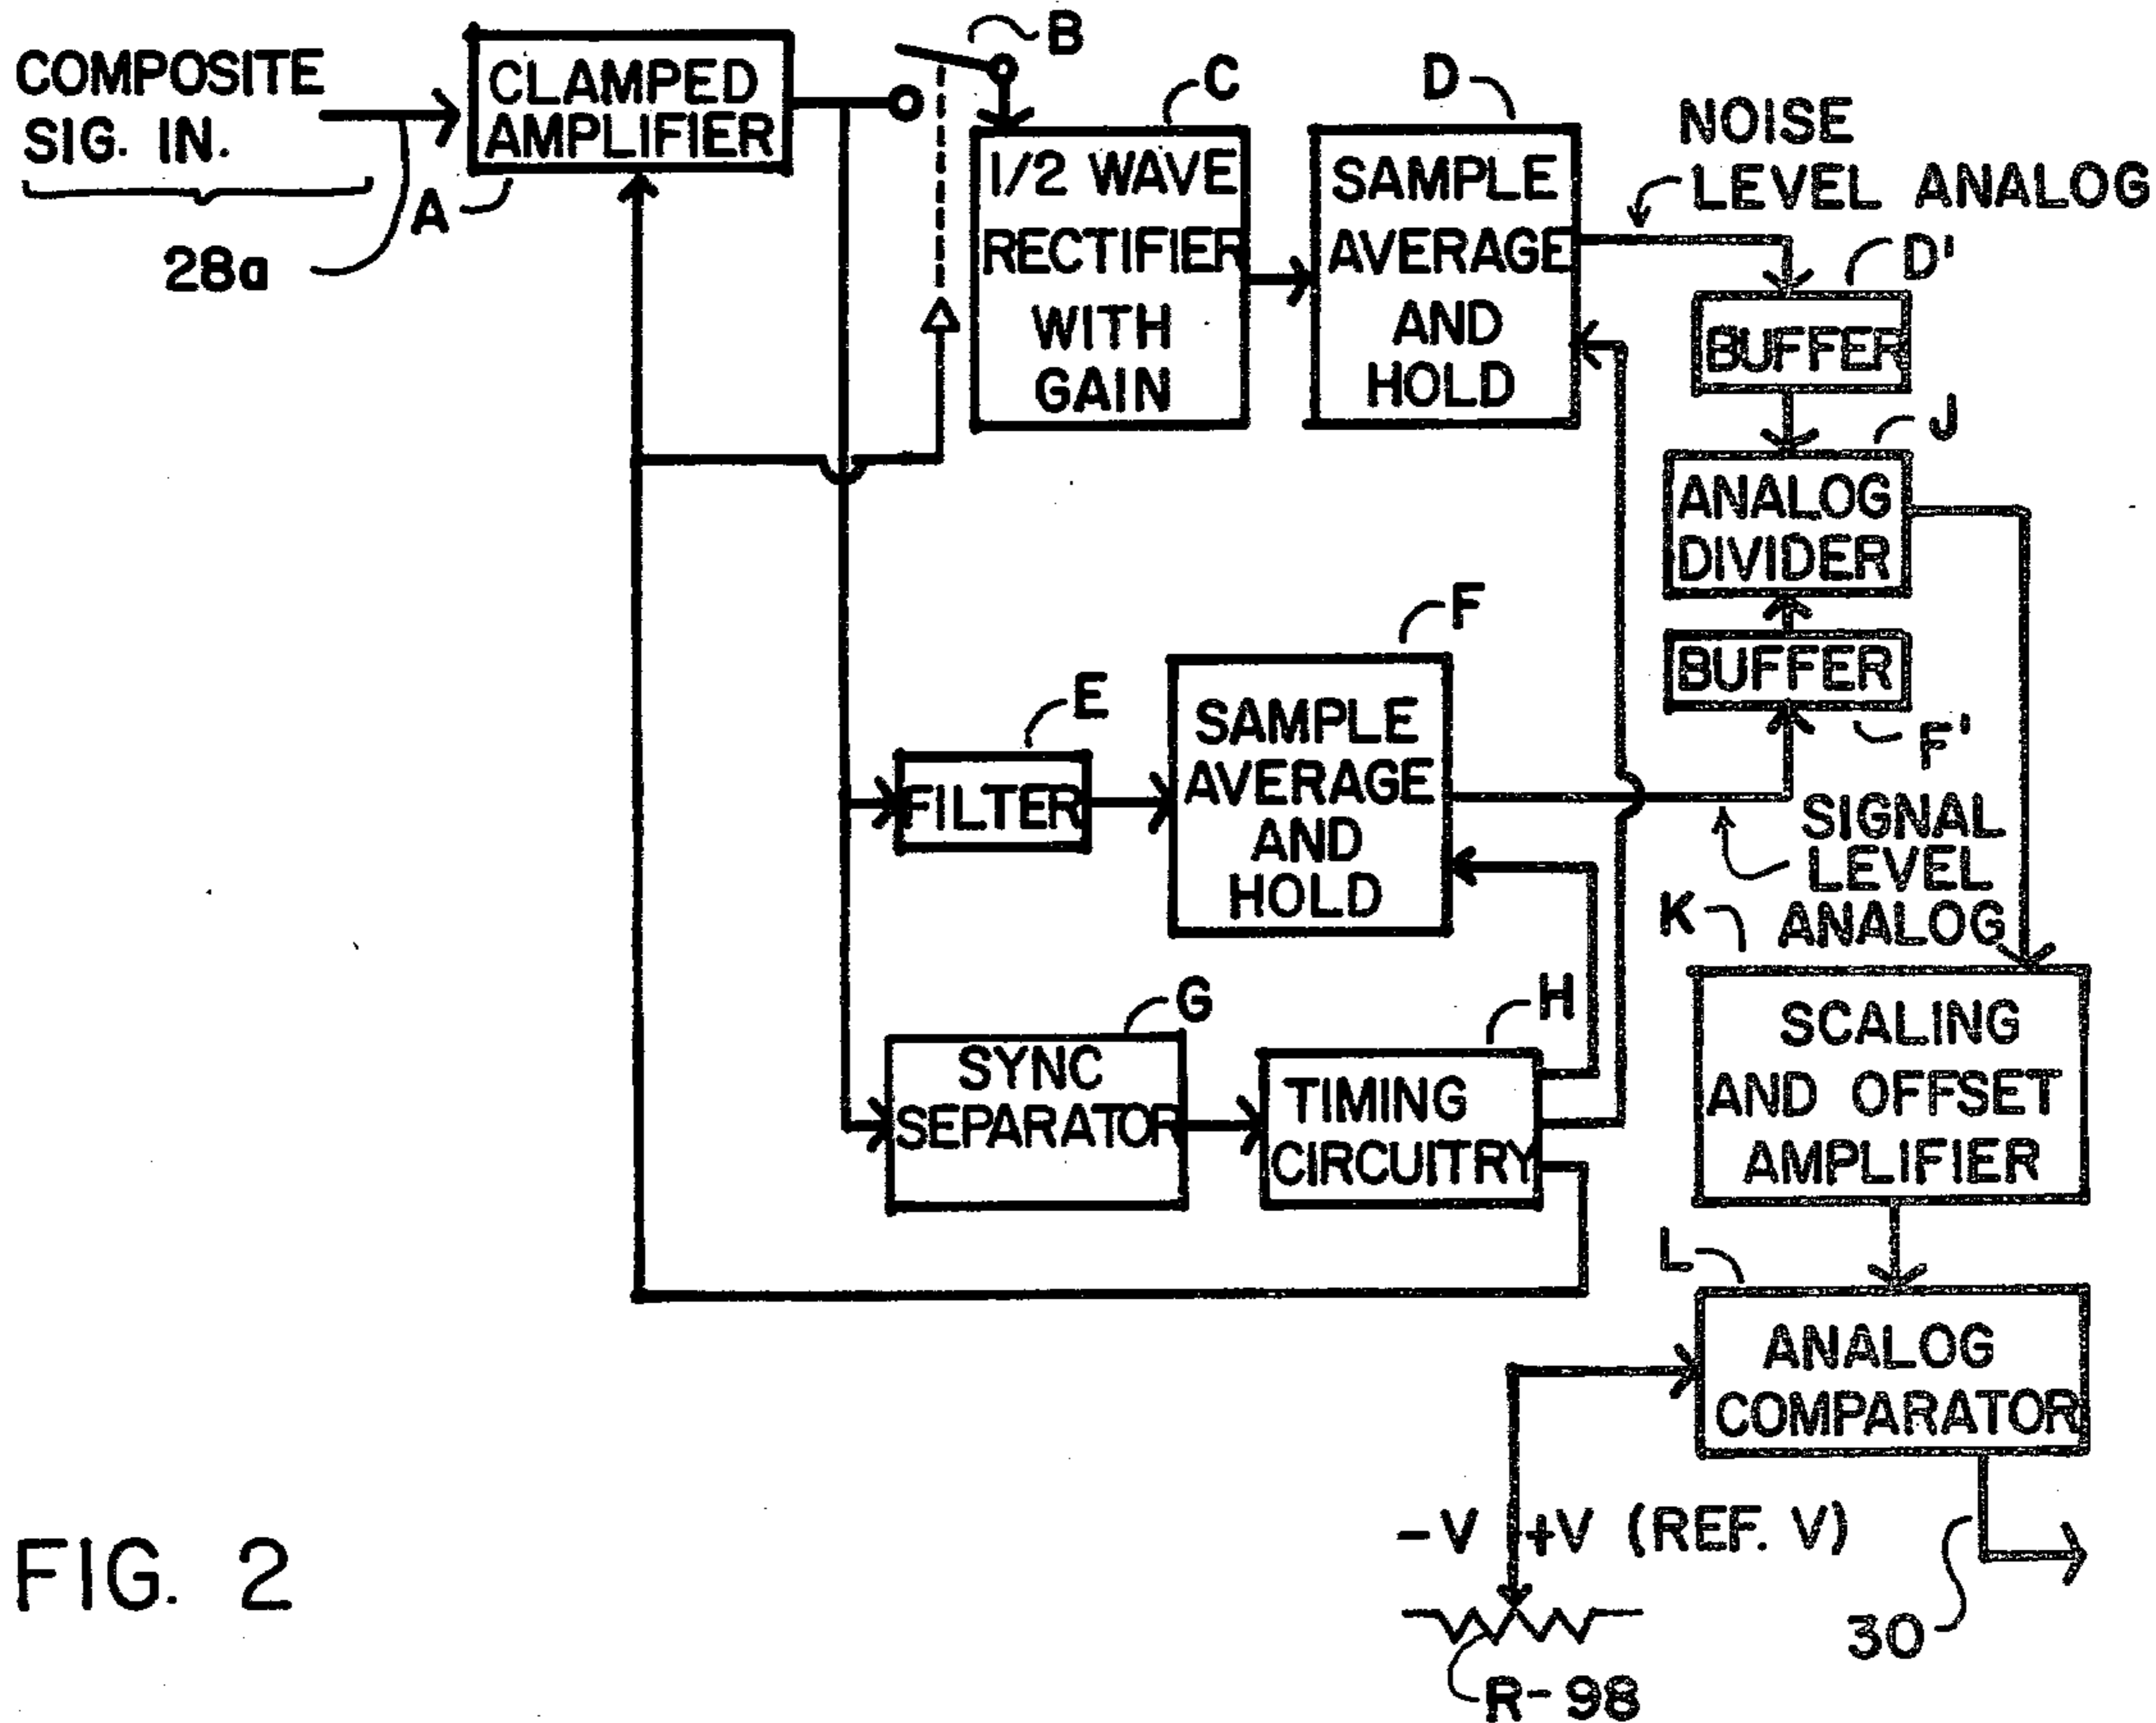 COMPOSITE
SIG. IN.
28a
CLAMPED
AMPLIFIER
A
B
C
1/2 WAVE
RECTIFIER
WITH
GAIN
D
SAMPLE
AVERAGE
AND
HOLD
NOISE
LEVEL ANALOG
D'
BUFFER
J
ANALOG
DIVIDER
BUFFER
F'
F
SAMPLE
AVERAGE
AND
HOLD
E
FILTER
SIGNAL
LEVEL
ANALOG
G
SYNC
SEPARATOR
H
TIMING
CIRCUITRY
K
SCALING
AND OFFSET
AMPLIFIER
L
ANALOG
COMPARATOR
-V +V (REF. V)
R-98
30
FIG. 2